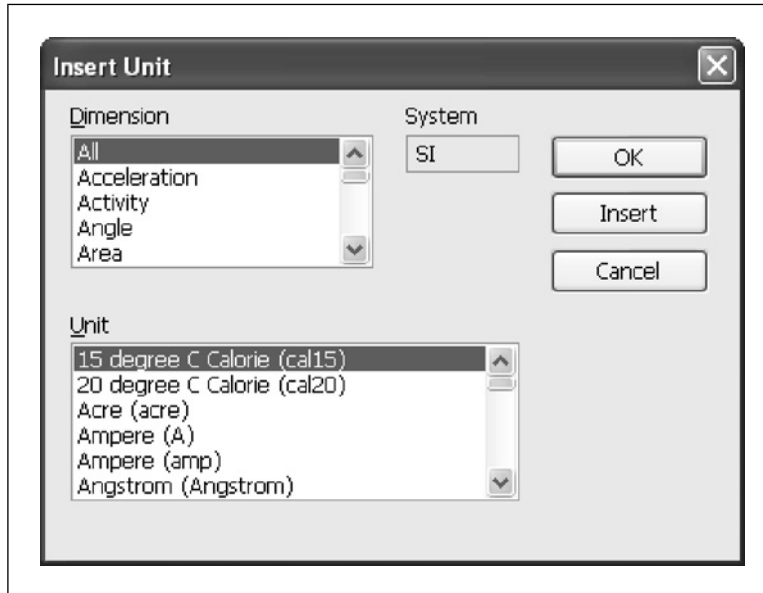 Insert Unit
Dimension
System
All
SI
OK
Acceleration
Activity
Insert
Angle
Area
Cancel
Unit
15 degree C Calorie (cal15)
20 degree C Calorie (cal20)
Acre (acre)
Ampere (A)
Ampere (amp)
Angstrom (Angstrom)